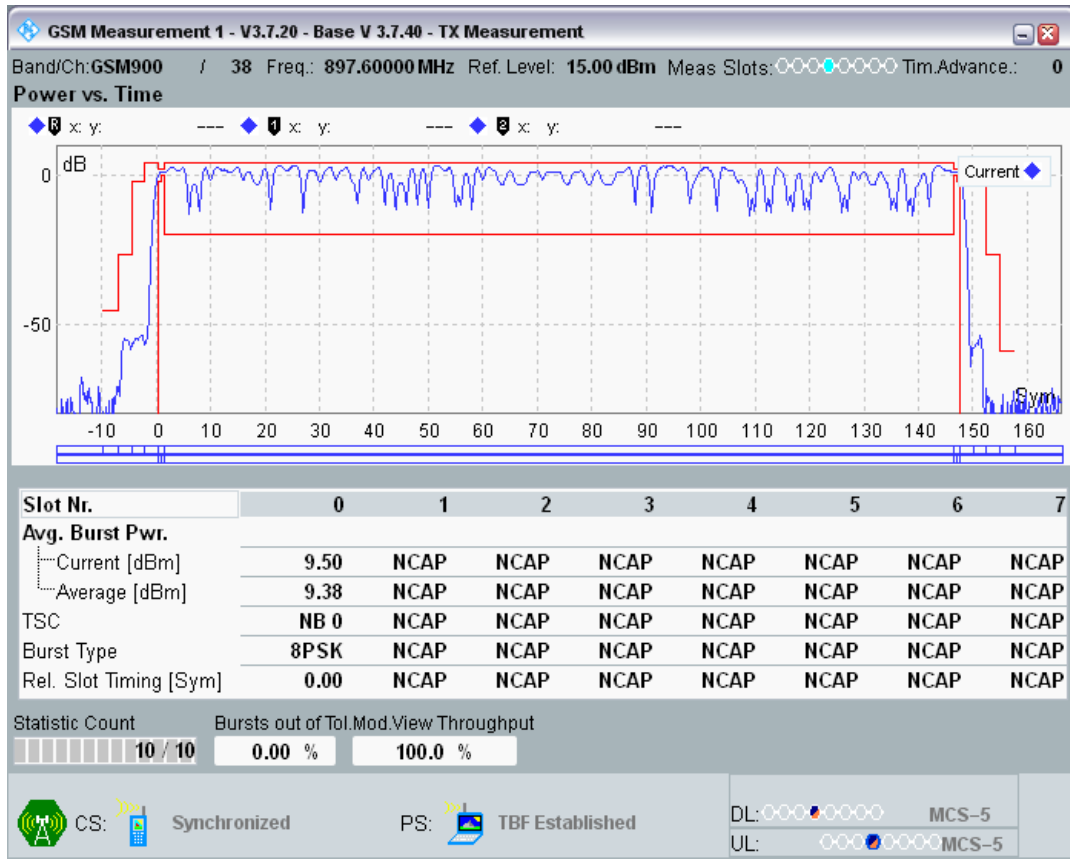 GSM Measurement 1 - V3.7.20 - Base V 3.7.40 - TX Measurement
Band/Ch:GSM900 / 38 Freq.: 897.60000 MHz Ref. Level: 15.00 dBm Meas Slots: Tim.Advance.: 0
Power vs. Time
R x: y: --- 1 x: y: --- 2 x: y: ---
dB
Current
0
-50
Sym
-10 0 10 20 30 40 50 60 70 80 90 100 110 120 130 140 150 160
Slot Nr. 0 1 2 3 4 5 6 7
Avg. Burst Pwr.
Current [dBm] 9.50 NCAP NCAP NCAP NCAP NCAP NCAP NCAP
Average [dBm] 9.38 NCAP NCAP NCAP NCAP NCAP NCAP NCAP
TSC NB 0 NCAP NCAP NCAP NCAP NCAP NCAP NCAP
Burst Type 8PSK NCAP NCAP NCAP NCAP NCAP NCAP NCAP
Rel. Slot Timing [Sym] 0.00 NCAP NCAP NCAP NCAP NCAP NCAP NCAP
Statistic Count Bursts out of Tol.Mod.View Throughput
10 / 10 0.00 % 100.0 %
CS: Synchronized PS: TBF Established
DL: MCS-5
UL: MCS-5